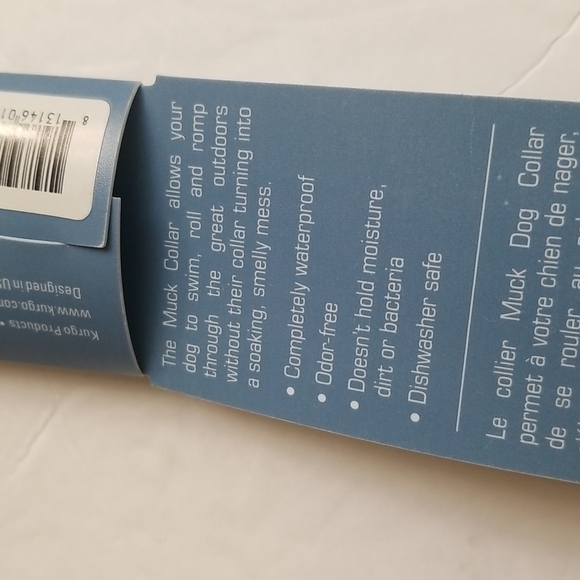 The Muck Collar allows your
dog to swim, roll and romp
through the great outdoors
without their collar turning into
a soaking, smelly mess.
• Completely waterproof
• Odor-free
• Doesn't hold moisture,
dirt or bacteria
• Dishwasher safe
Le collier Muck Dog Collar
permet à votre chien de nager,
de se rouler,
8 13146 01
Kurgo Products •
www.kurgo.com
Designed in US